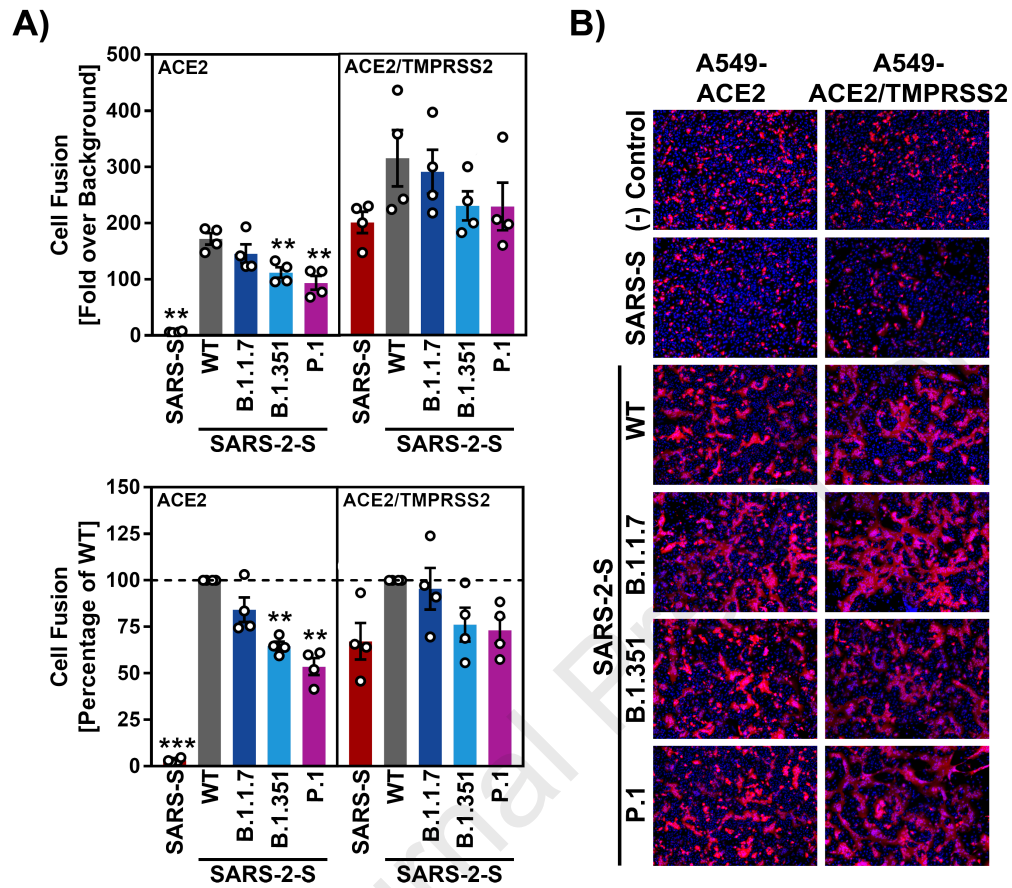 A)
Cell Fusion
[Fold over Background]
500
400
300
200
100
0
ACE2
ACE2/TMPRSS2
**
**
**
SARS-S
WT
B.1.1.7
B.1.351
P.1
SARS-S
WT
B.1.1.7
B.1.351
P.1
SARS-2-S
SARS-2-S
Cell Fusion
[Percentage of WT]
150
125
100
75
50
25
0
ACE2
ACE2/TMPRSS2
***
**
**
SARS-S
WT
B.1.1.7
B.1.351
P.1
SARS-S
WT
B.1.1.7
B.1.351
P.1
SARS-2-S
SARS-2-S
B)
A549-
ACE2
A549-
ACE2/TMPRSS2
(-) Control
SARS-S
SARS-2-S
WT
B.1.1.7
B.1.351
P.1